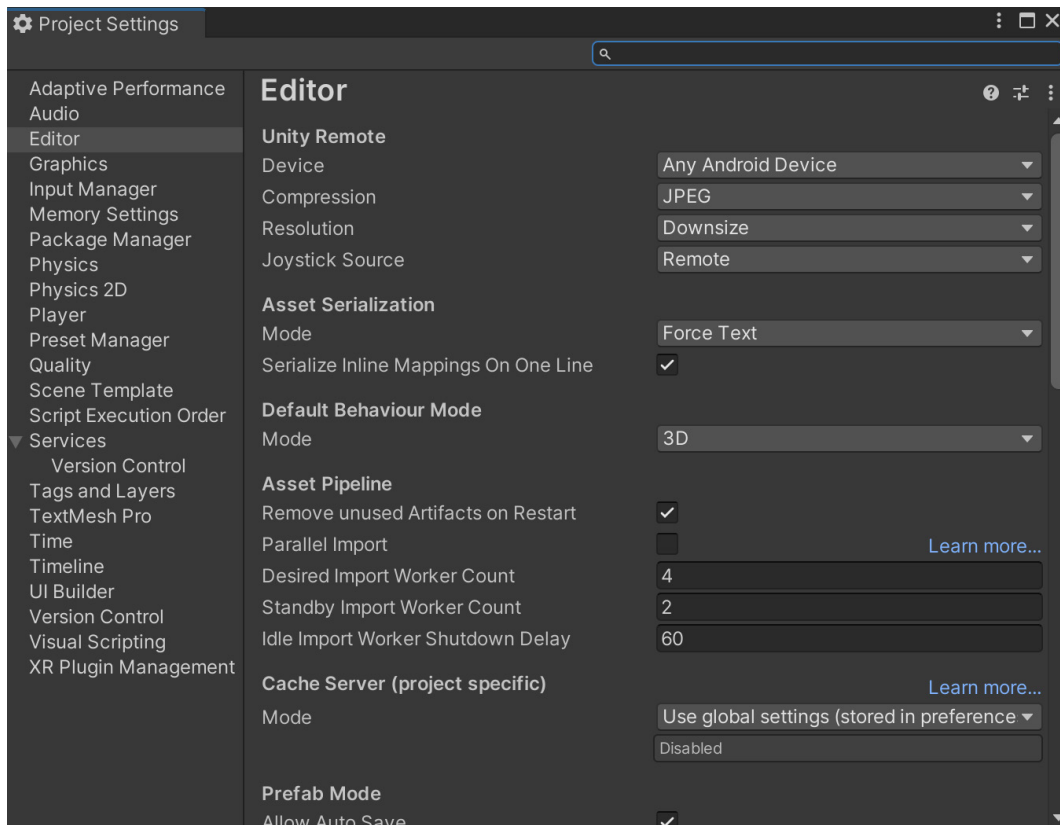 Project Settings
Adaptive Performance
Audio
Editor
Graphics
Input Manager
Memory Settings
Package Manager
Physics
Physics 2D
Player
Preset Manager
Quality
Scene Template
Script Execution Order
Services
Version Control
Tags and Layers
TextMesh Pro
Time
Timeline
UI Builder
Version Control
Visual Scripting
XR Plugin Management
Editor
Unity Remote
Device Any Android Device
Compression JPEG
Resolution Downsize
Joystick Source Remote
Asset Serialization
Mode Force Text
Serialize Inline Mappings On One Line
Default Behaviour Mode
Mode 3D
Asset Pipeline
Remove unused Artifacts on Restart
Parallel Import Learn more...
Desired Import Worker Count 4
Standby Import Worker Count 2
Idle Import Worker Shutdown Delay 60
Cache Server (project specific) Learn more...
Mode Use global settings (stored in preference
Disabled
Prefab Mode
Allow Auto Save